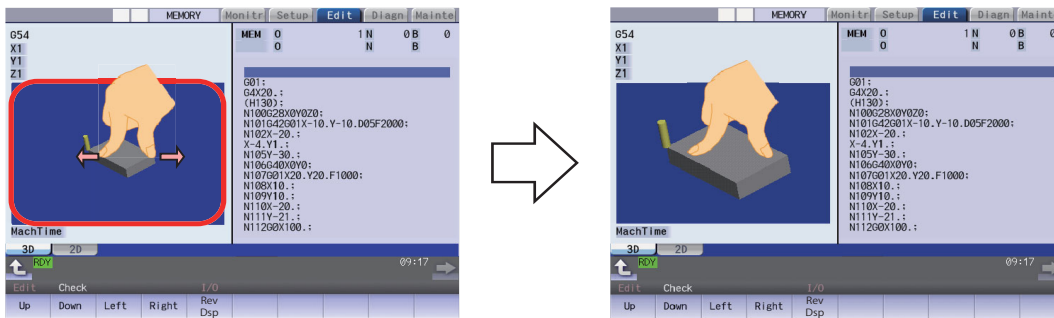 MEMORY Monitr Setup Edit Diagn Mainte
G54
X1
Y1
Z1
MEM O 1 N 0 B 0
O N B
G01;
G4X20.;
(H130);
N100G28X0Y0Z0;
N101G42G01X-10.Y-10.D05F2000;
N102X-20.;
X-4.Y1.;
N105Y-30.;
N106G40X0Y0;
N107G01X20.Y20.F1000;
N108X10.;
N109Y10.;
N110X-20.;
N111Y-21.;
N112G0X100.;
MachTime
3D 2D
RDY 09:17
Edit Check I/O
Up Down Left Right Rev Dsp
MEMORY Monitr Setup Edit Diagn Maint
G54
X1
Y1
Z1
MEM O 1 N 0 B 0
O N B
G01;
G4X20.;
(H130);
N100G28X0Y0Z0;
N101G42G01X-10.Y-10.D05F2000;
N102X-20.;
X-4.Y1.;
N105Y-30.;
N106G40X0Y0;
N107G01X20.Y20.F1000;
N108X10.;
N109Y10.;
N110X-20.;
N111Y-21.;
N112G0X100.;
MachTime
3D 2D
RDY 09:17
Edit Check I/O
Up Down Left Right Rev Dsp